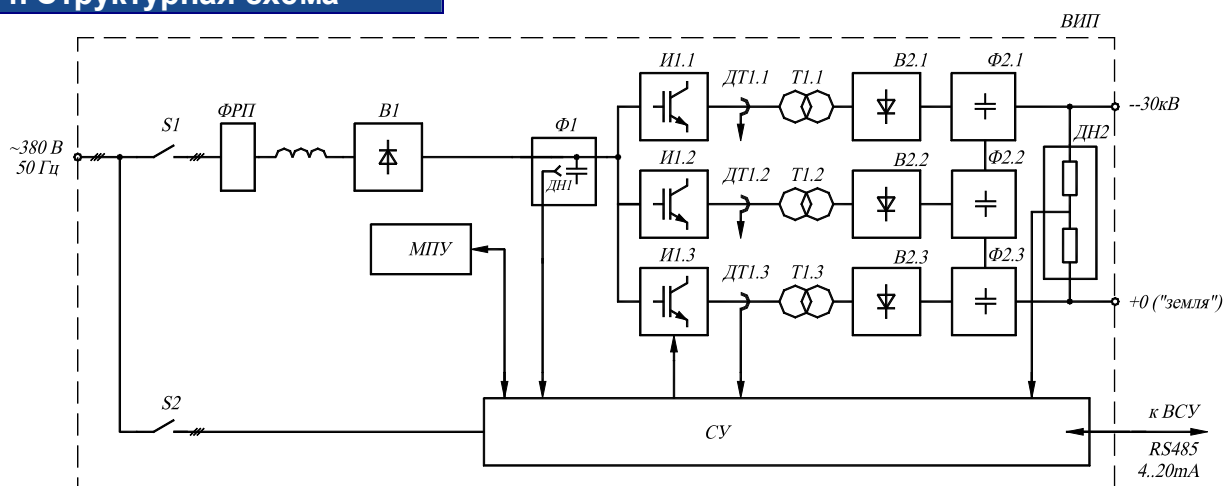 Структурная схема
ВИП
~380 В
50 Гц
S1
ФРП
В1
Ф1
ДН1
И1.1
ДТ1.1
Т1.1
В2.1
Ф2.1
--30кВ
ДН2
И1.2
ДТ1.2
Т1.2
В2.2
Ф2.2
МПУ
И1.3
ДТ1.3
Т1.3
В2.3
Ф2.3
+0 ("земля")
S2
СУ
к ВСУ
RS485
4..20mA